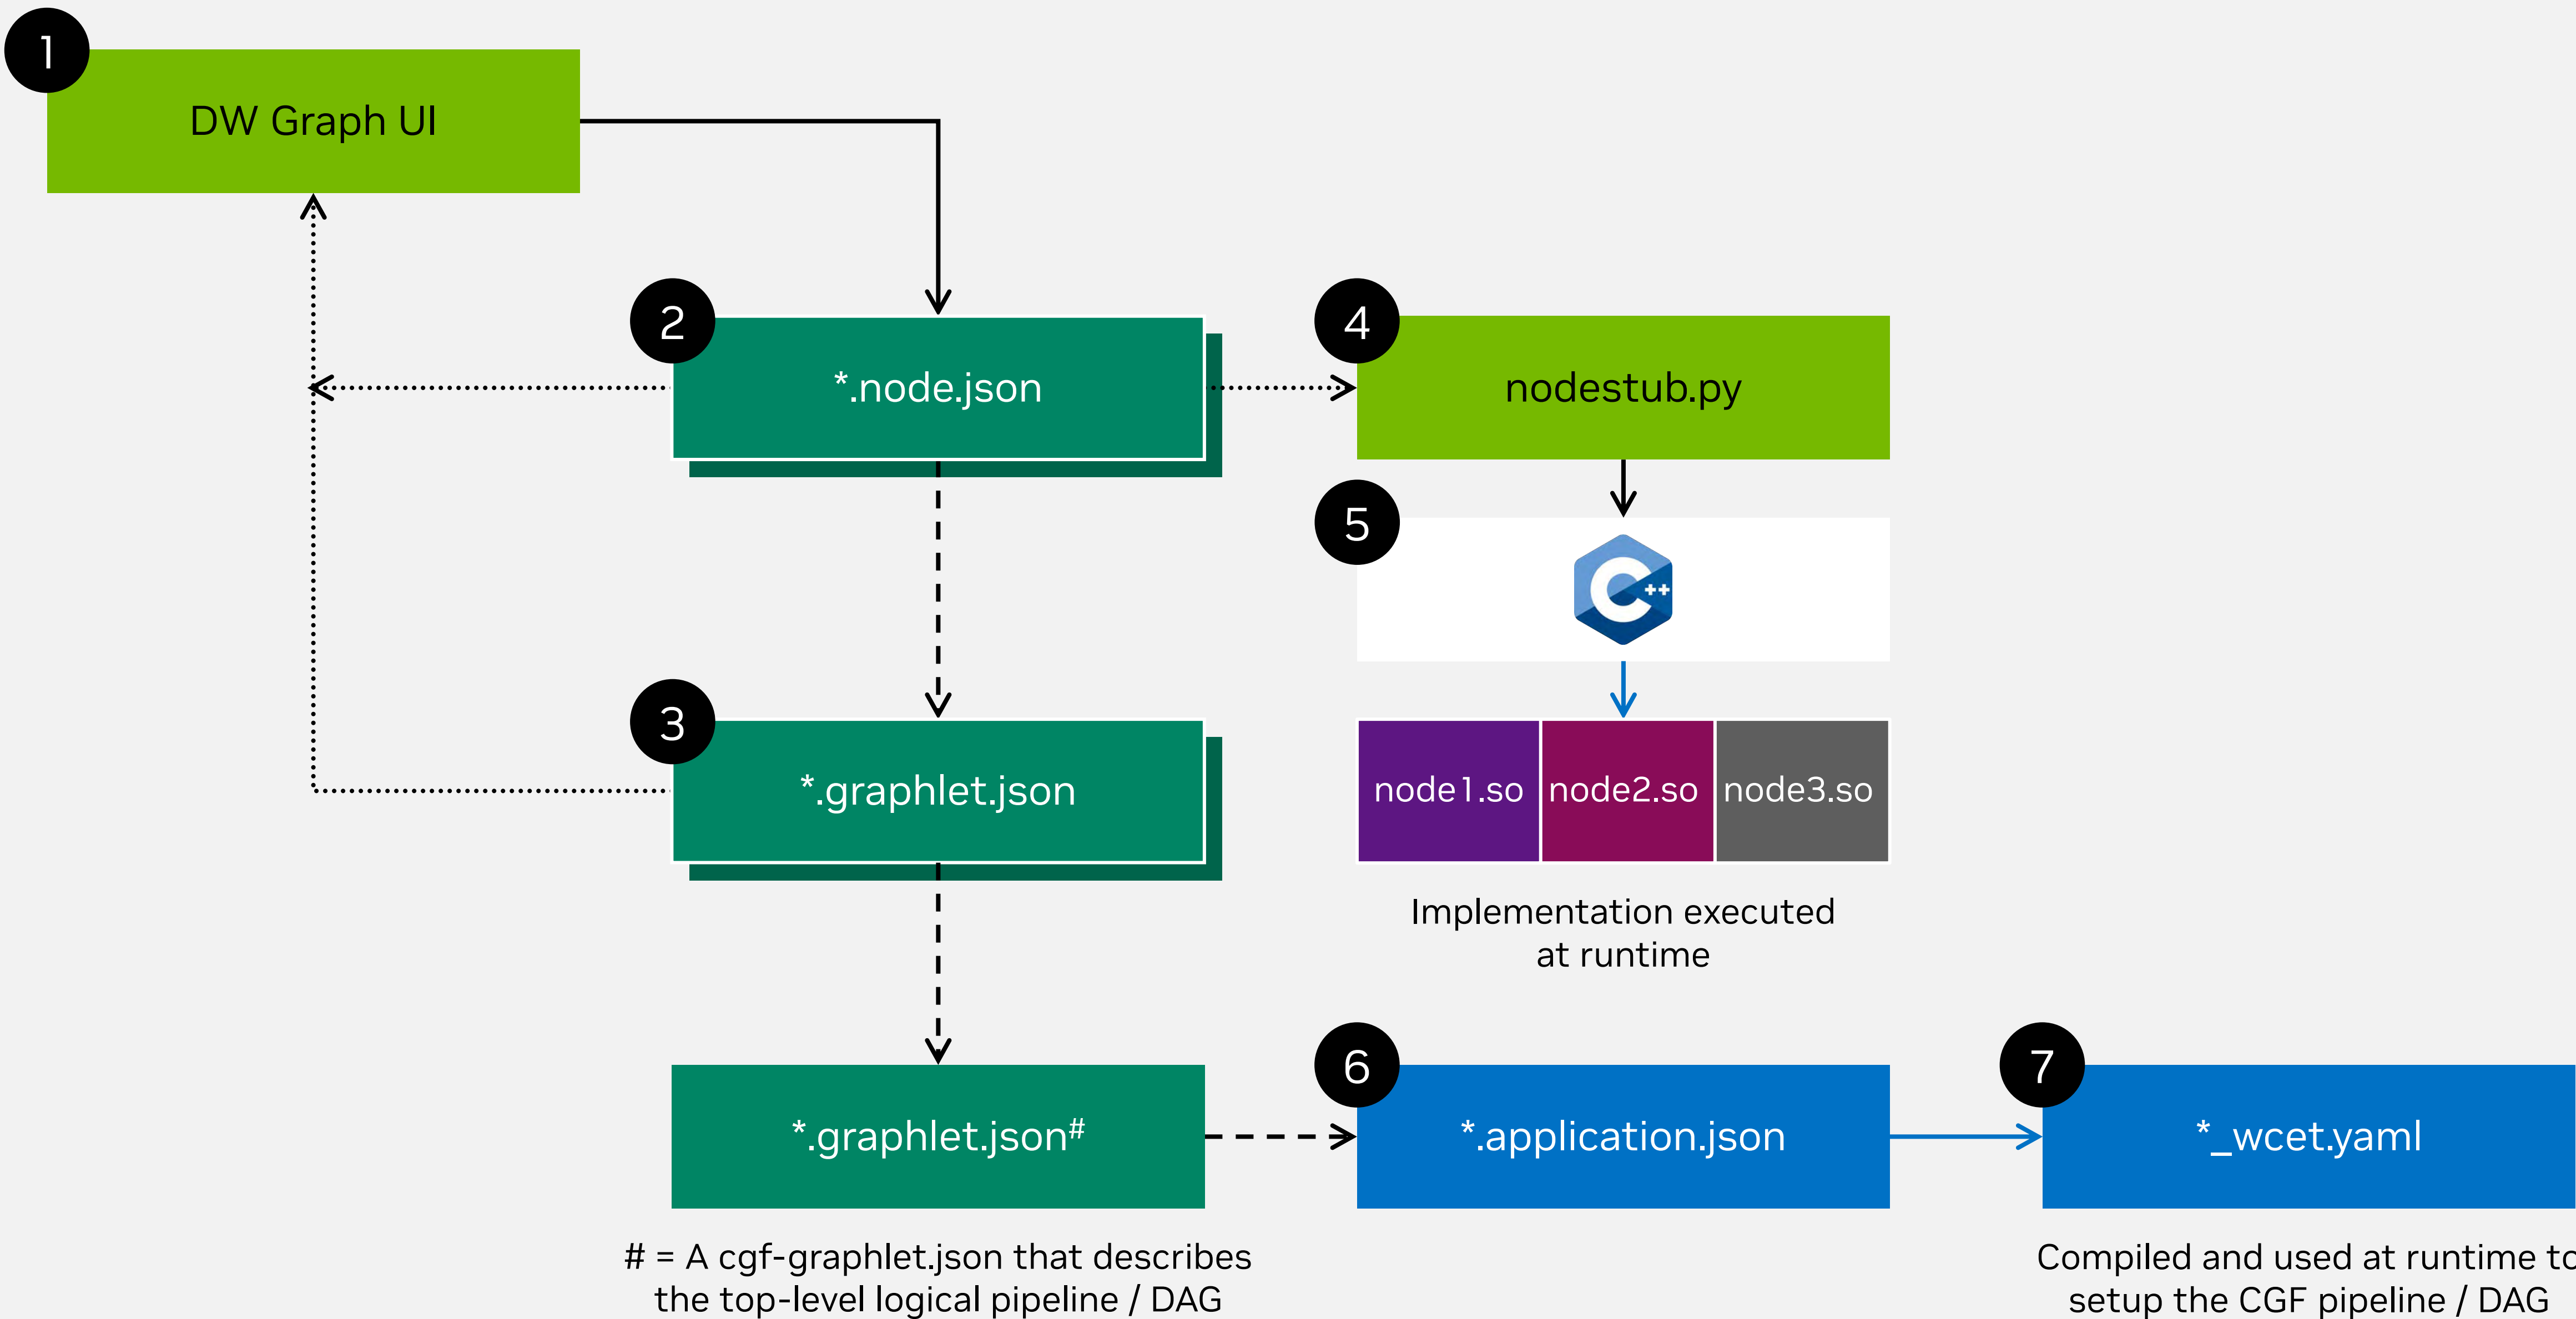 1
DW Graph UI
2
*.node.json
4
nodestub.py
5
C++
3
*.graphlet.json
node1.so
node2.so
node3.so
Implementation executed
at runtime
*.graphlet.json#
6
*.application.json
7
*_wcet.yaml
# = A cgf-graphlet.json that describes
the top-level logical pipeline / DAG
Compiled and used at runtime to
setup the CGF pipeline / DAG